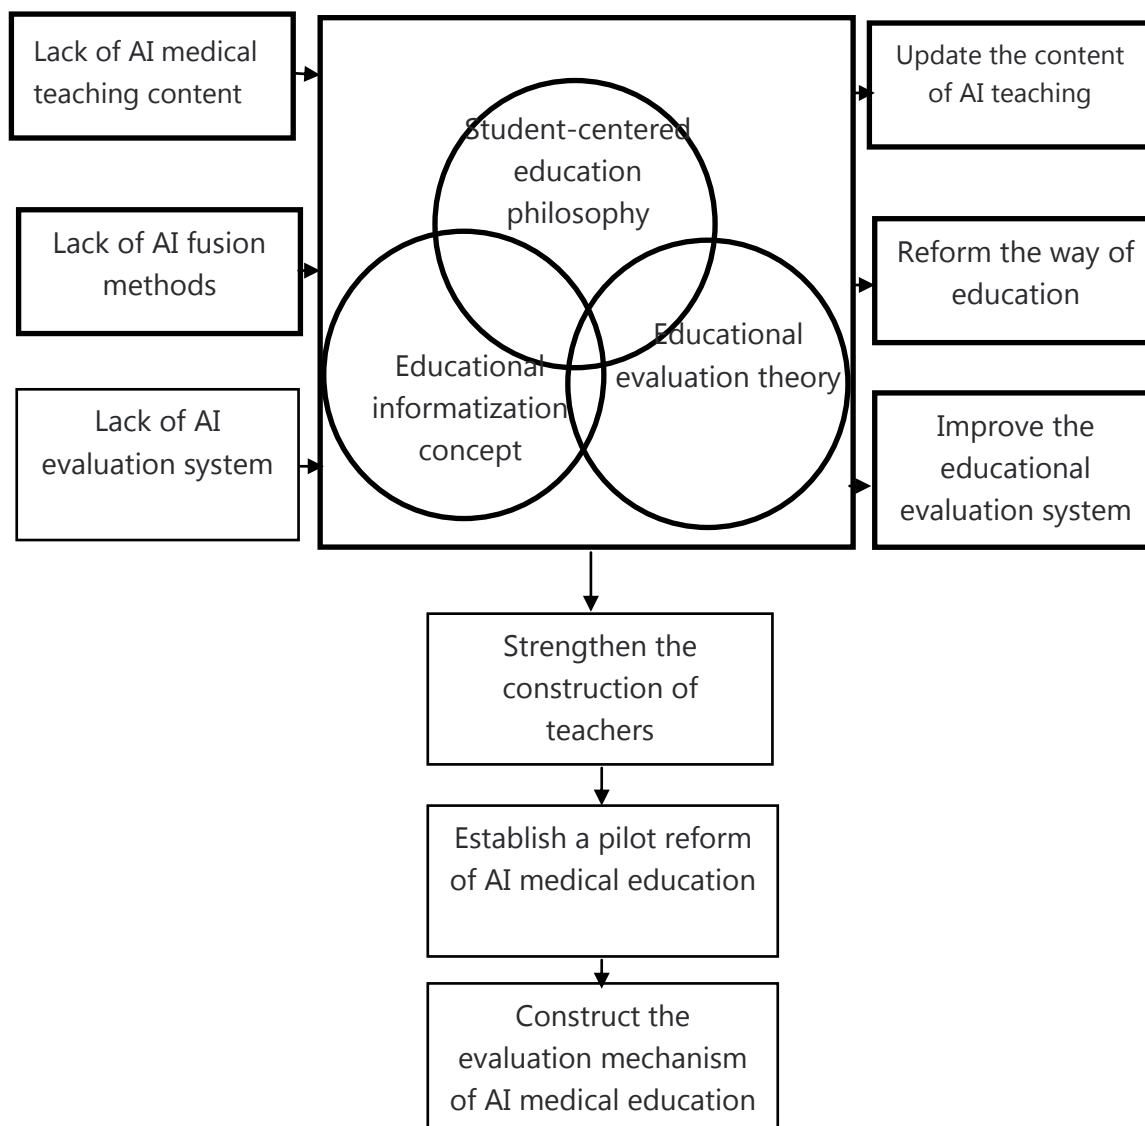 Lack of AI medical
teaching content
Lack of AI fusion
methods
Lack of AI
evaluation system
Student-centered
education
philosophy
Educational
informatization
concept
Educational
evaluation theory
Update the content
of AI teaching
Reform the way of
education
Improve the
educational
evaluation system
Strengthen the
construction of
teachers
Establish a pilot reform
of AI medical education
Construct the
evaluation mechanism
of AI medical education